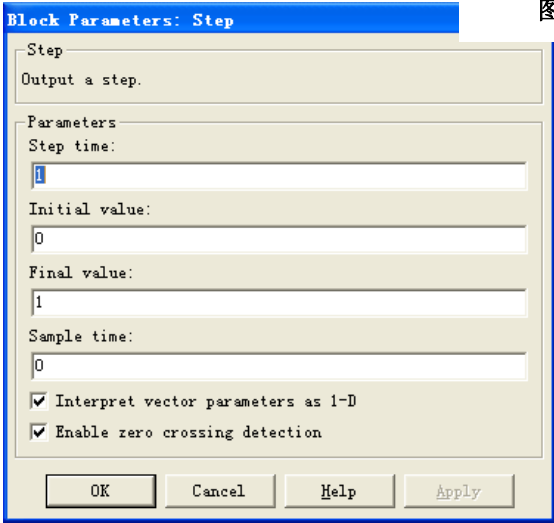 Block Parameters: Step
图
Step
Output a step.
Parameters
Step time:
1
Initial value:
0
Final value:
1
Sample time:
0
Interpret vector parameters as 1-D
Enable zero crossing detection
OK Cancel Help Apply